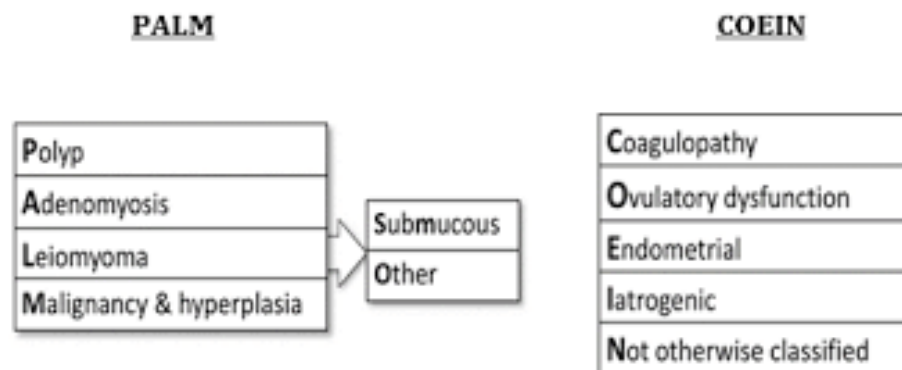 PALM
Polyp
Adenomyosis
Leiomyoma
Malignancy & hyperplasia
Submucous
Other
COEIN
Coagulopathy
Ovulatory dysfunction
Endometrial
Iatrogenic
Not otherwise classified